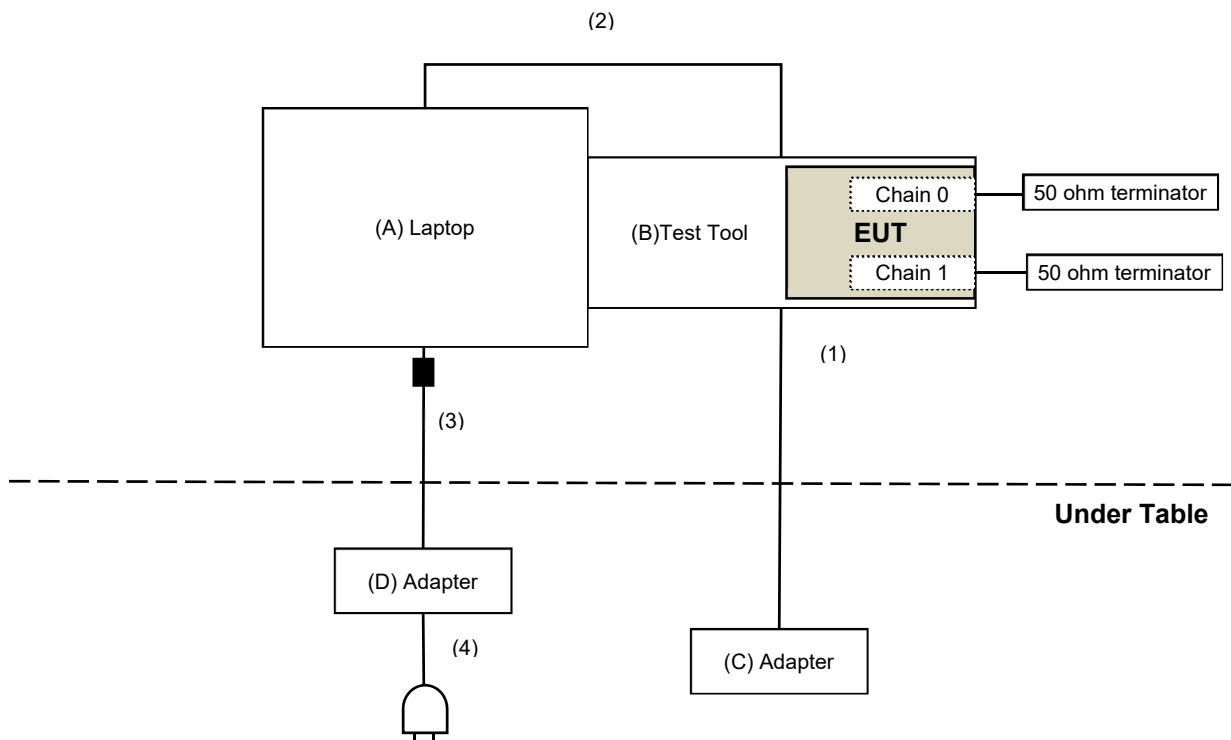 (2)
(A) Laptop
(B)Test Tool
Chain 0
EUT
Chain 1
50 ohm terminator
50 ohm terminator
(1)
(3)
Under Table
(D) Adapter
(4)
(C) Adapter